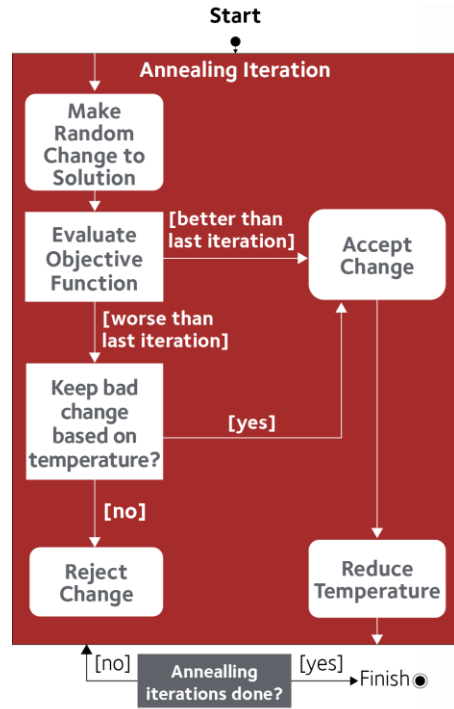 Start
Annealing Iteration
Make
Random
Change to
Solution
Evaluate
Objective
Function
[better than
last iteration]
Accept
Change
[worse than
last iteration]
Keep bad
change
based on
temperature?
[yes]
[no]
Reject
Change
Reduce
Temperature
[no]
Annealling
iterations done?
[yes]
Finish